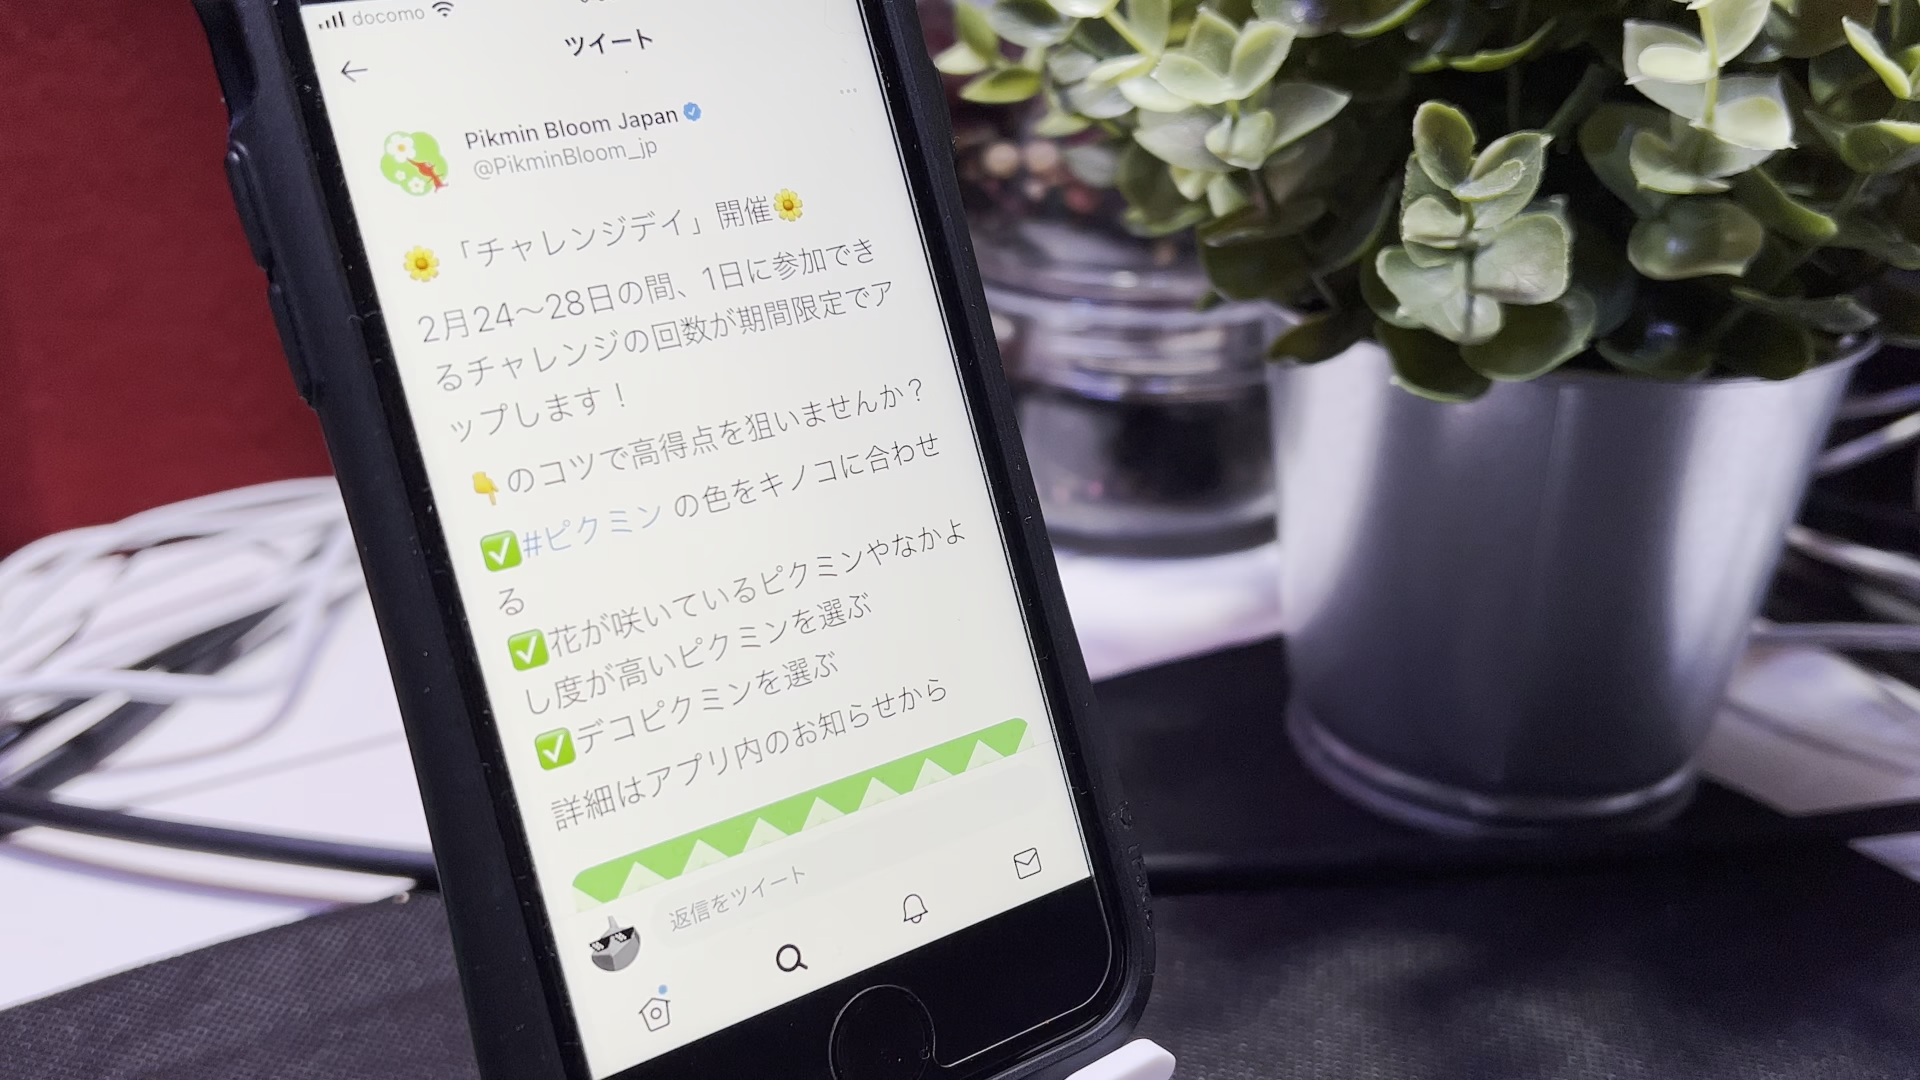 docomo
ツイート
Pikmin Bloom Japan
@PikminBloom_jp
🌼「チャレンジデイ」開催🌼
2月24〜28日の間、1日に参加でき
るチャレンジの回数が期間限定でア
ップします！
👇のコツで高得点を狙いませんか？
✅#ピクミン の色をキノコに合わせ
る
✅花が咲いているピクミンやなかよ
し度が高いピクミンを選ぶ
✅デコピクミンを選ぶ
詳細はアプリ内のお知らせから
返信をツイート